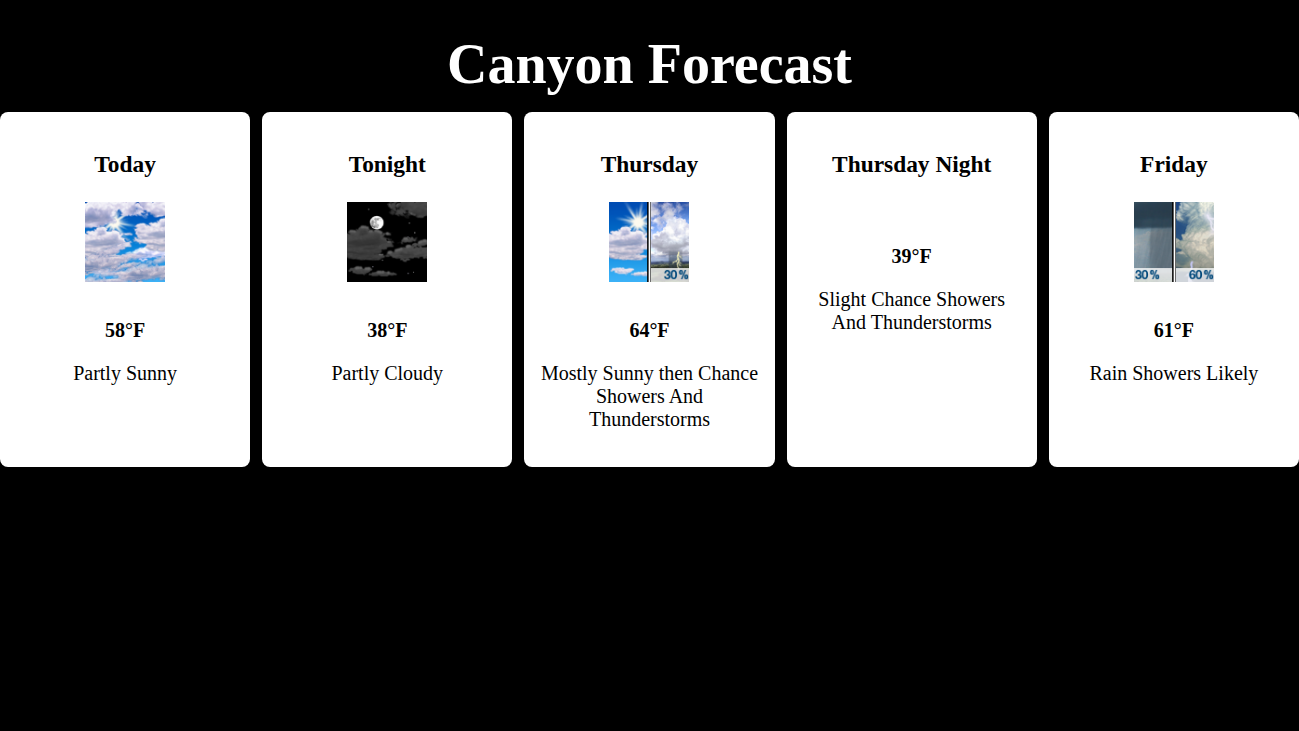 Canyon Forecast
Today
58°F
Partly Sunny
Tonight
38°F
Partly Cloudy
Thursday
30%
64°F
Mostly Sunny then Chance
Showers And
Thunderstorms
Thursday Night
39°F
Slight Chance Showers
And Thunderstorms
Friday
30% 60%
61°F
Rain Showers Likely